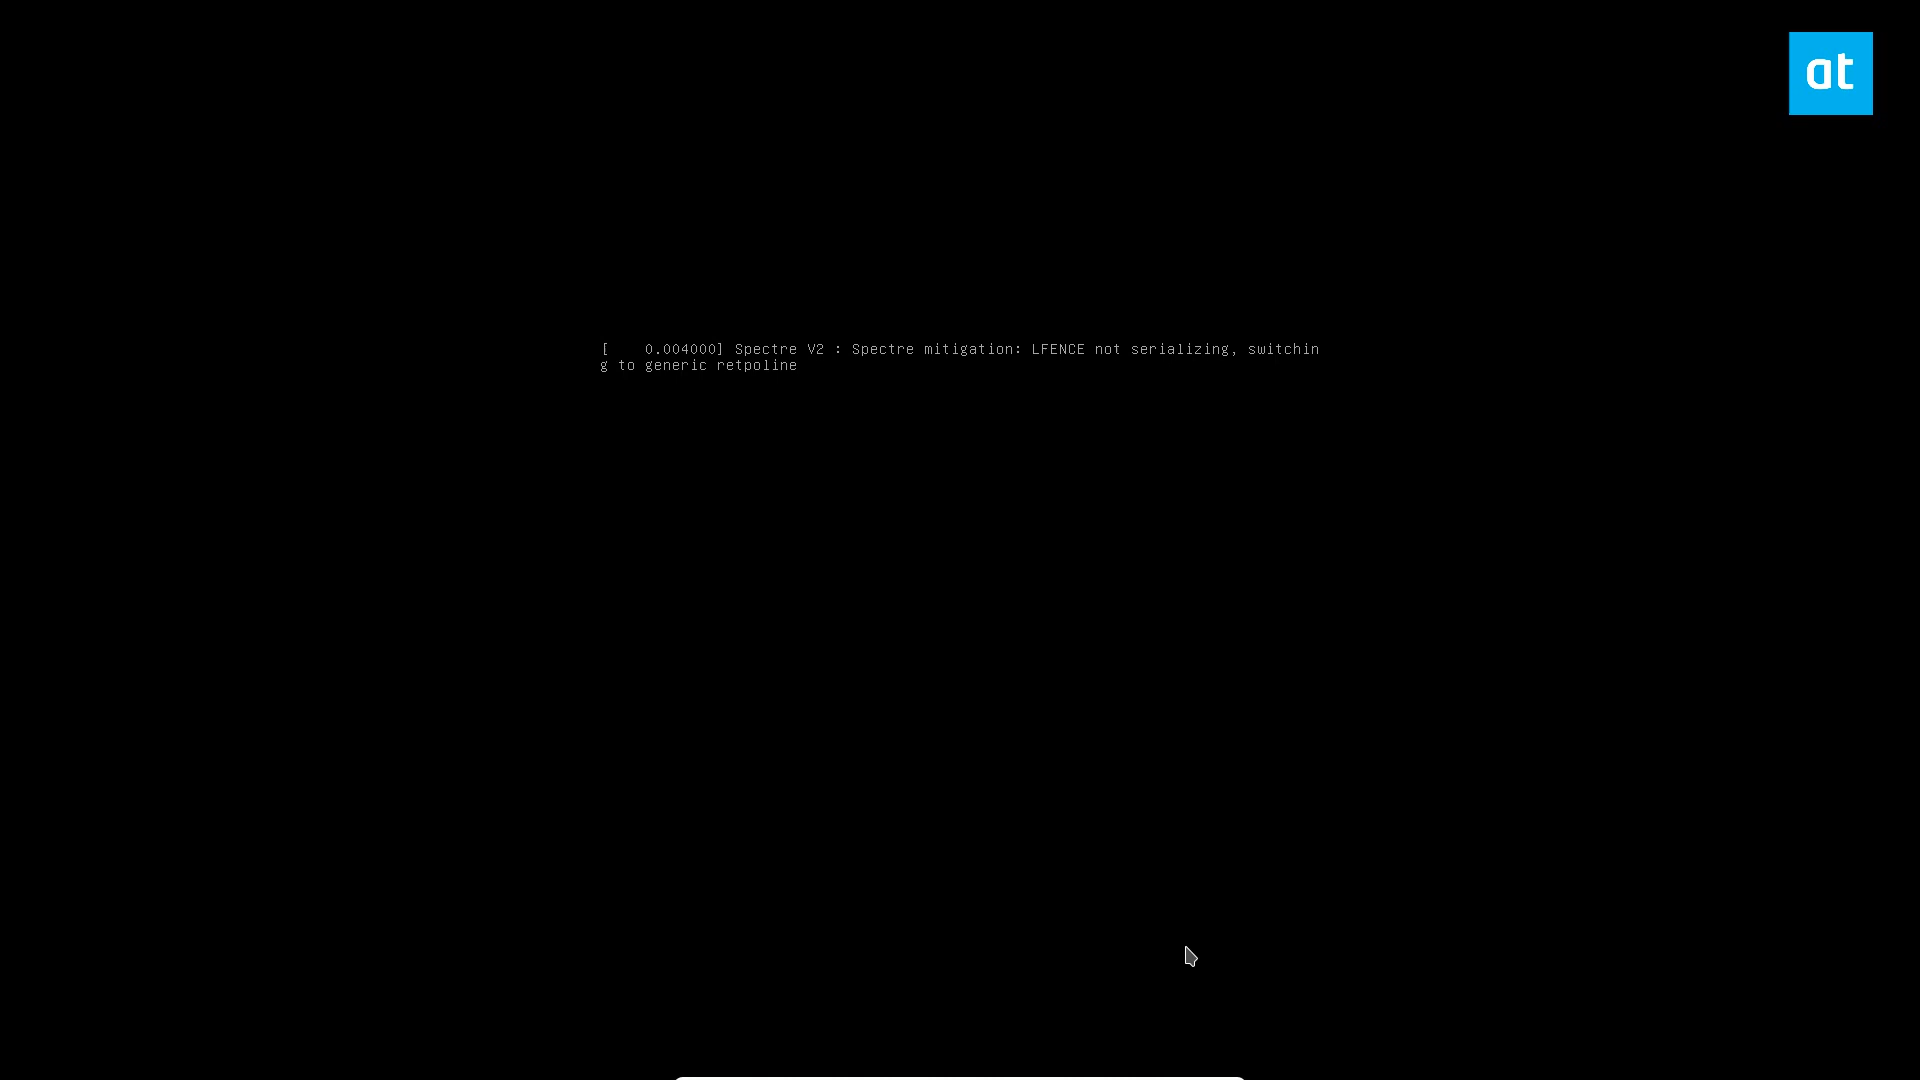 at
[    0.004000] Spectre V2 : Spectre mitigation: LFENCE not serializing, switchin
g to generic retpoline